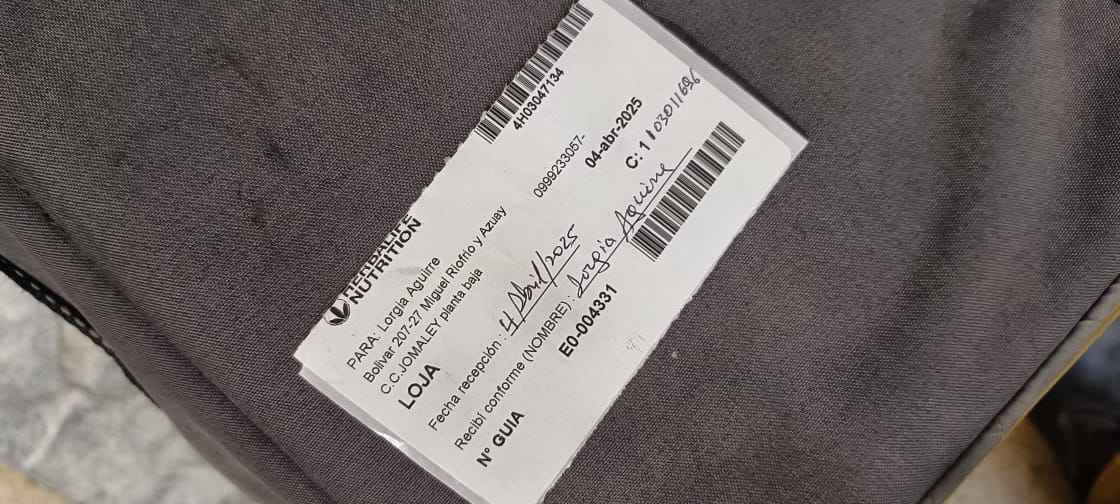 HERBALIFE
NUTRITION
4H03047134
PARA: Lorgia Aguirre
Bolivar 207-27 Miguel Riofrio y Azuay
0999233057-
C.C.JOMALEY planta baja
LOJA
04-abr-2025
Fecha recepción : 4/Abril/2025
C: 1 103011696
Recibí conforme (NOMBRE) : Lorgia Aguirre
N° GUIA
E0-004331